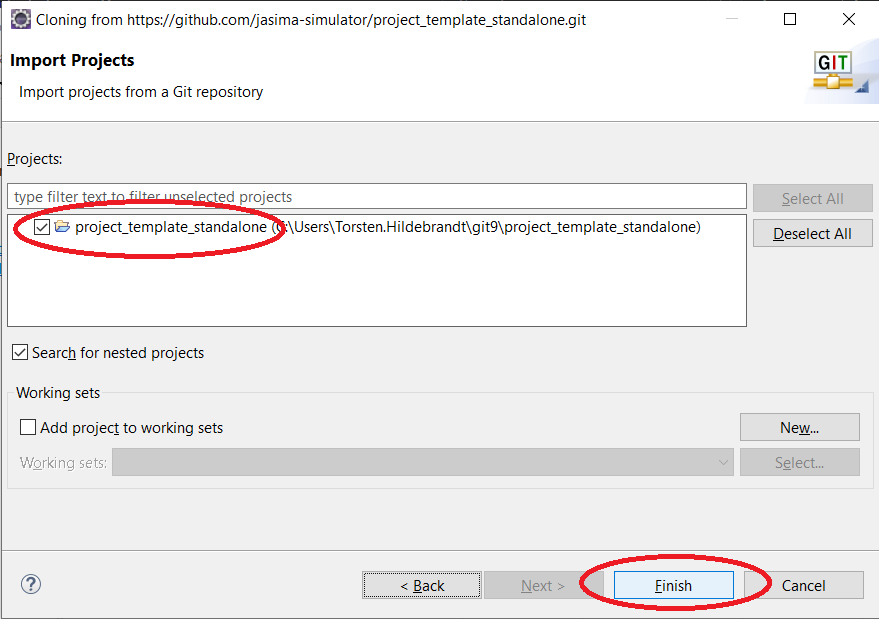 Cloning from https://github.com/jasima-simulator/project_template_standalone.git
Import Projects
Import projects from a Git repository
GIT
Projects:
type filter text to filter unselected projects
Select All
project_template_standalone (:\Users\Torsten.Hildebrandt\git9\project_template_standalone)
Deselect All
Search for nested projects
Working sets
Add project to working sets
New...
Working sets:
Select...
?
< Back
Next >
Finish
Cancel